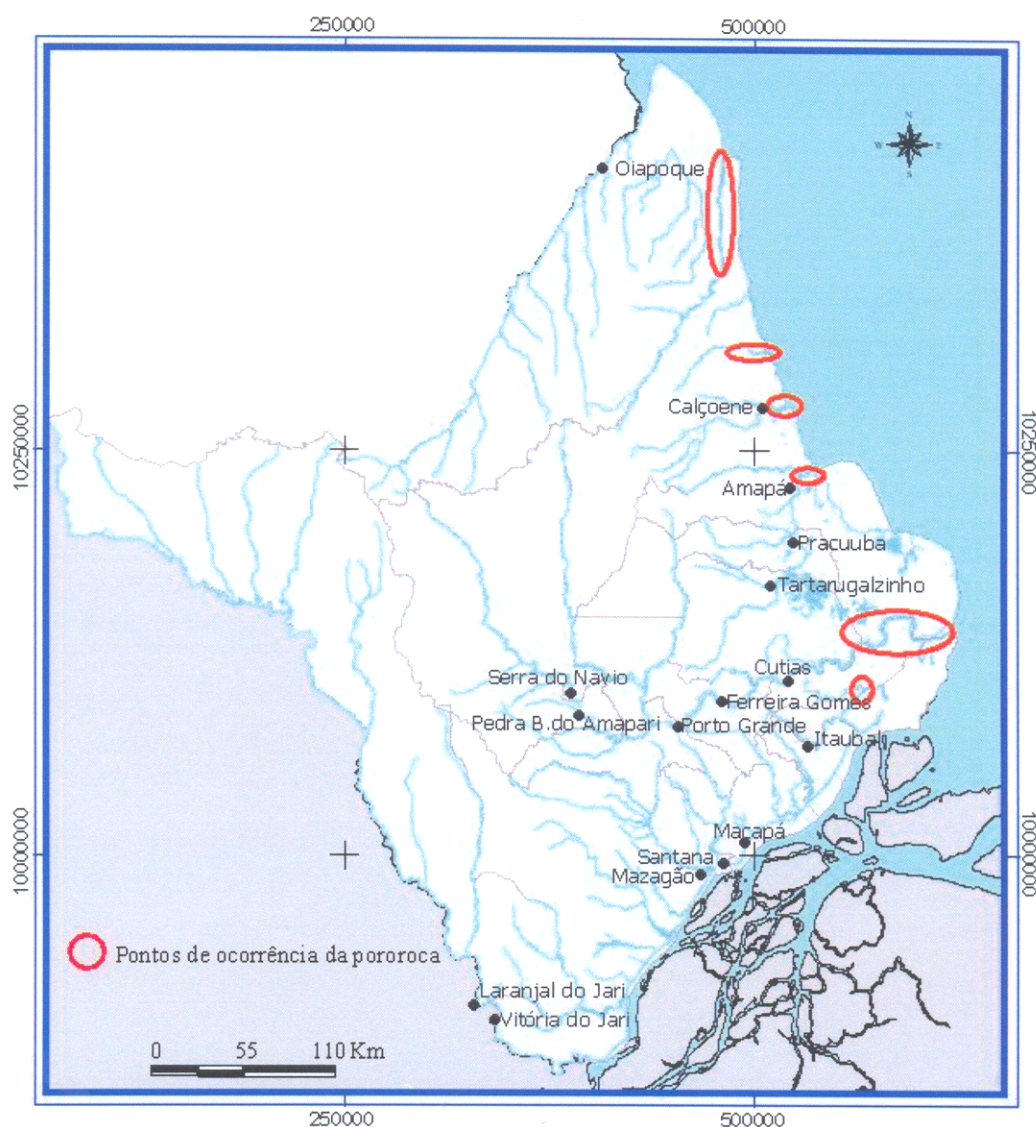 250000
500000
N
W
E
S
Oiapoque
Calçoene
10250000
10250000
Amapá
Pracuuba
Tartarugalzinho
Cutias
Serra do Navio
Ferreira Gomes
Pedra B.do Amapari
Porto Grande
Itaubal
Macapá
10000000
10000000
Santana
Mazagão
Pontos de ocorrência da pororoca
Laranjal do Jari
Vitória do Jari
0
55
110 Km
250000
500000